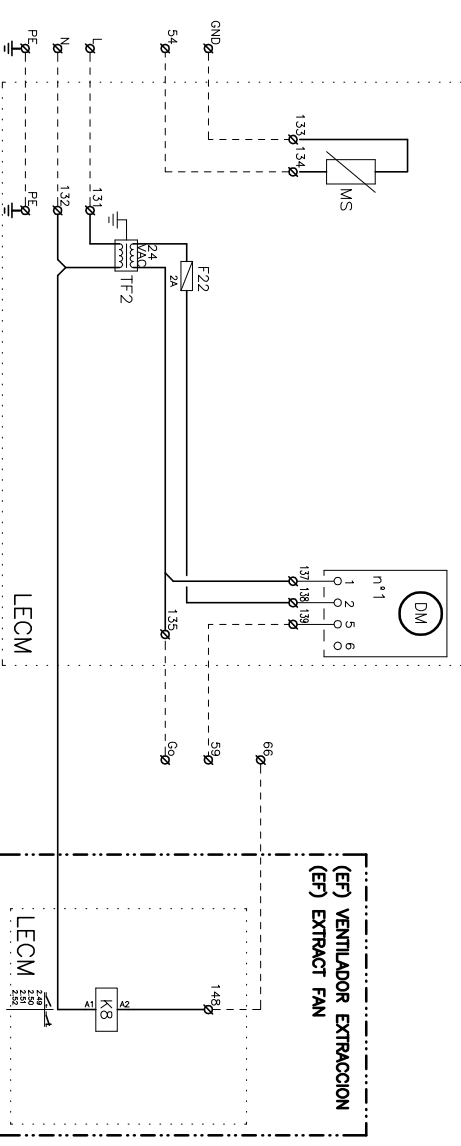 (EF) VENTILADOR EXTRACCION
(EF) EXTRACT FAN
GND
54
L
N
PE
133
134
MS
131
132
PE
24
VAC
TF2
F22
2A
n°1
DM
1
2
5
6
137
138
139
135
LECM
66
59
Go
148
K8
A1
A2
LECM
2.49
2.50
2.51
2.52